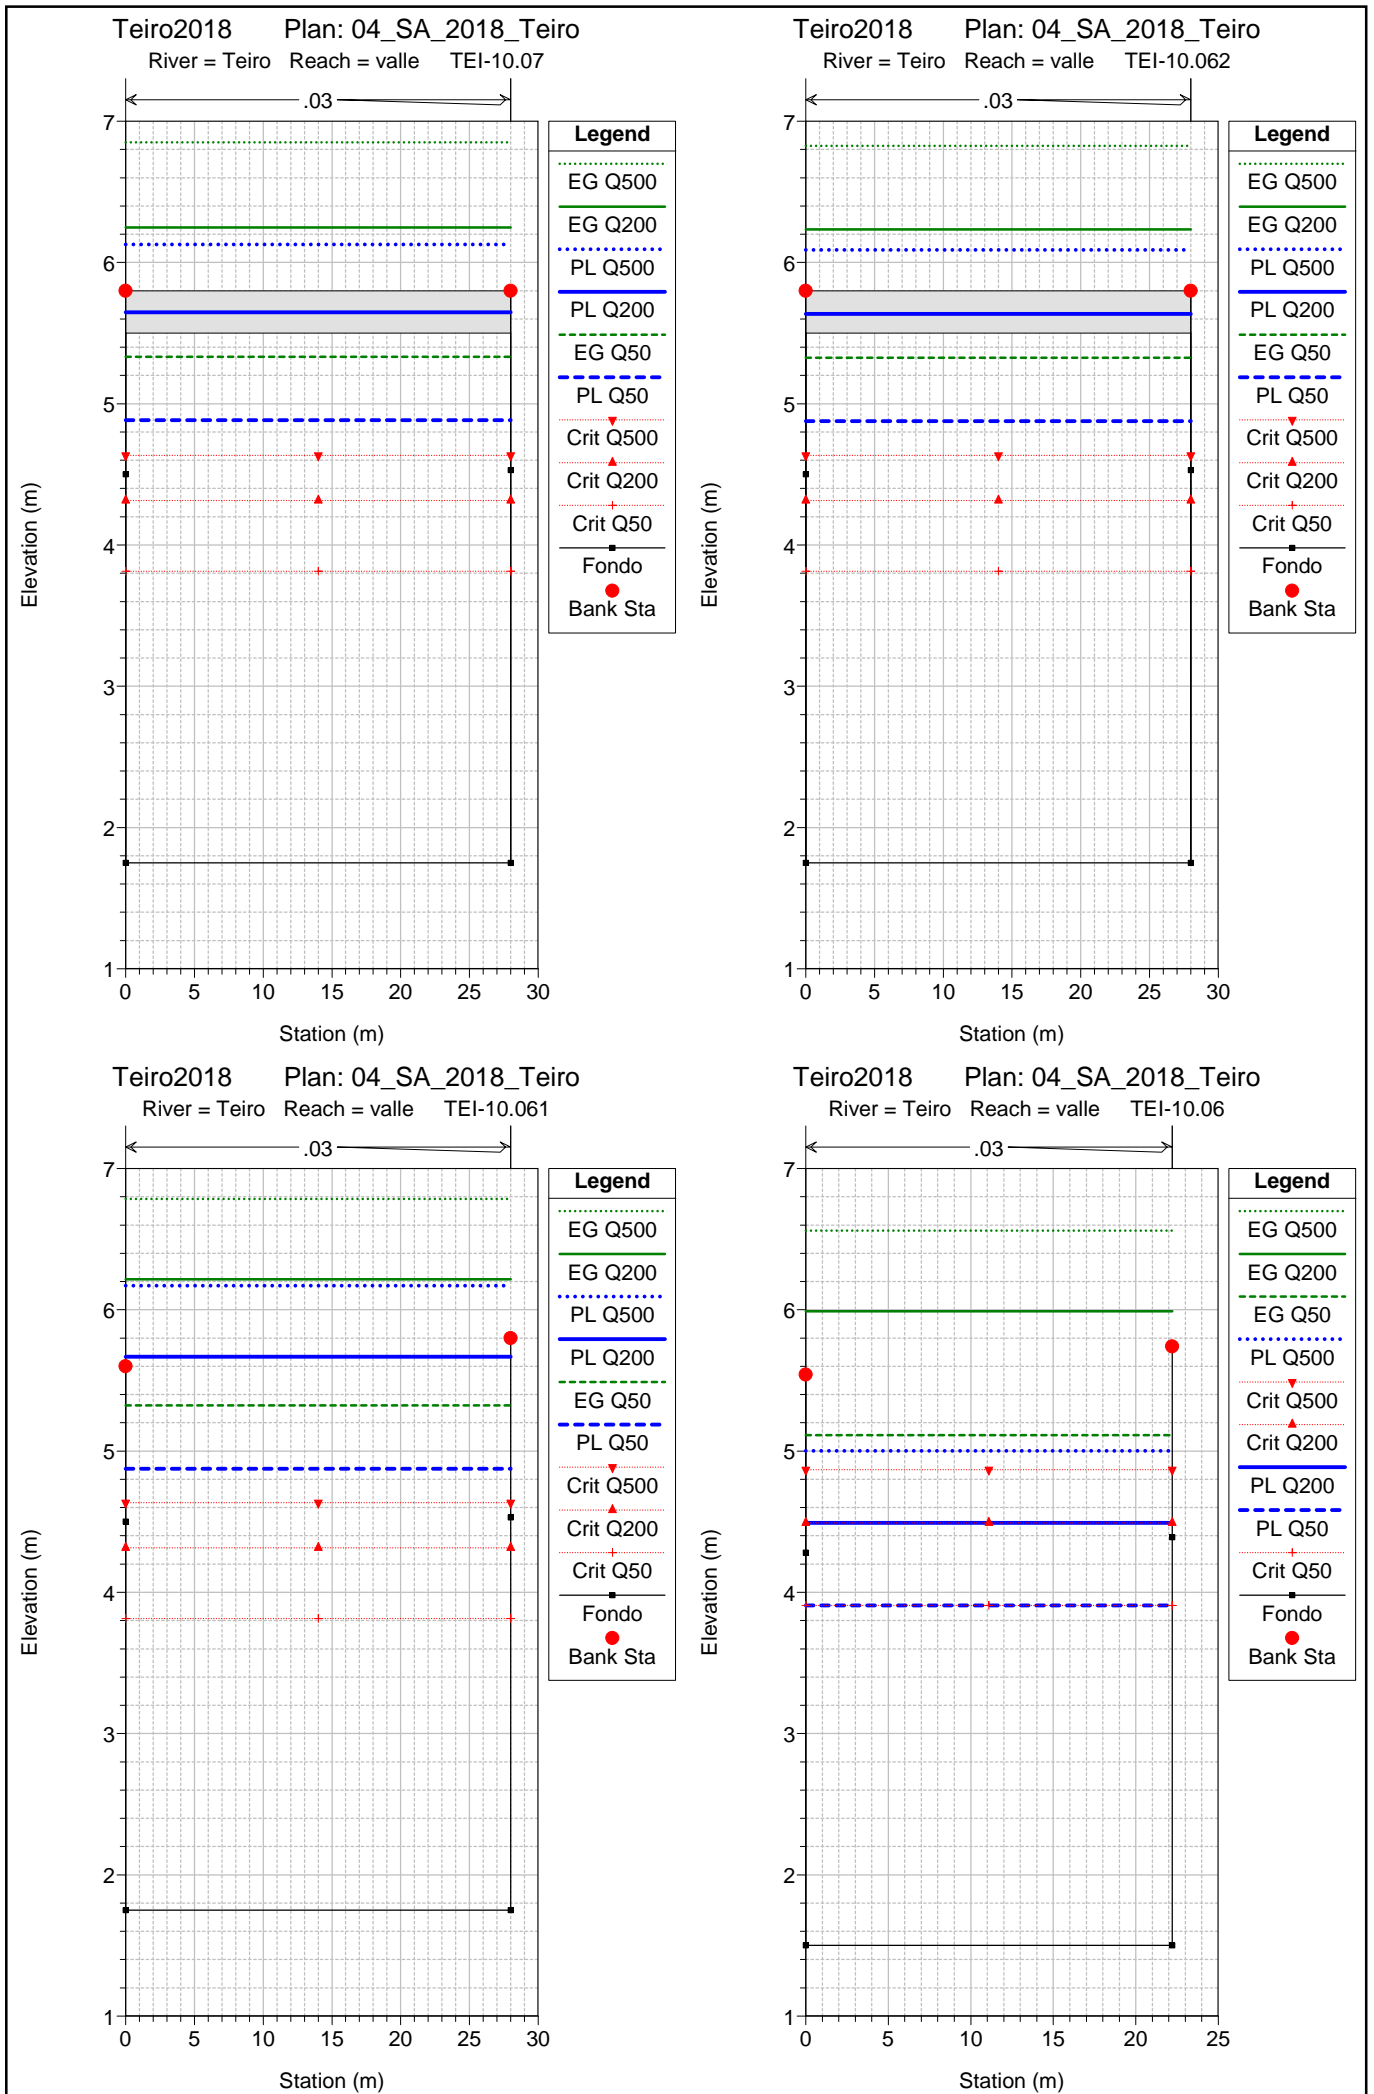 Teiro2018 Plan: 04_SA_2018_Teiro
River = Teiro Reach = valle TEI-10.07
.03
7
6
5
4
3
2
1
Elevation (m)
0 5 10 15 20 25 30
Station (m)
Legend
EG Q500
EG Q200
PL Q500
PL Q200
EG Q50
PL Q50
Crit Q500
Crit Q200
Crit Q50
Fondo
Bank Sta
Teiro2018 Plan: 04_SA_2018_Teiro
River = Teiro Reach = valle TEI-10.062
.03
7
6
5
4
3
2
1
Elevation (m)
0 5 10 15 20 25 30
Station (m)
Legend
EG Q500
EG Q200
PL Q500
PL Q200
EG Q50
PL Q50
Crit Q500
Crit Q200
Crit Q50
Fondo
Bank Sta
Teiro2018 Plan: 04_SA_2018_Teiro
River = Teiro Reach = valle TEI-10.061
.03
7
6
5
4
3
2
1
Elevation (m)
0 5 10 15 20 25 30
Station (m)
Legend
EG Q500
EG Q200
PL Q500
PL Q200
EG Q50
PL Q50
Crit Q500
Crit Q200
Crit Q50
Fondo
Bank Sta
Teiro2018 Plan: 04_SA_2018_Teiro
River = Teiro Reach = valle TEI-10.06
.03
7
6
5
4
3
2
1
Elevation (m)
0 5 10 15 20 25
Station (m)
Legend
EG Q500
EG Q200
EG Q50
PL Q500
Crit Q500
Crit Q200
PL Q200
PL Q50
Crit Q50
Fondo
Bank Sta